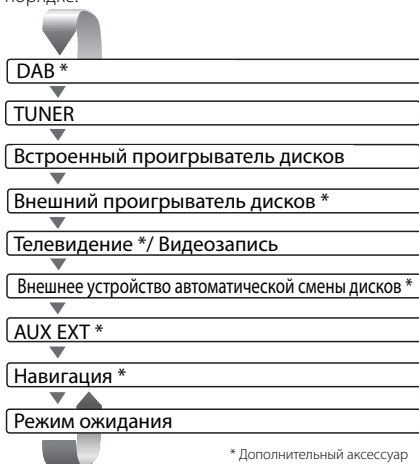 порядке.
DAB *
TUNER
Встроенный проигрыватель дисков
Внешний проигрыватель дисков *
Телевидение */ Видеозапись
Внешнее устройство автоматической смены дисков *
AUX EXT *
Навигация *
Режим ожидания
* Дополнительный аксессуар